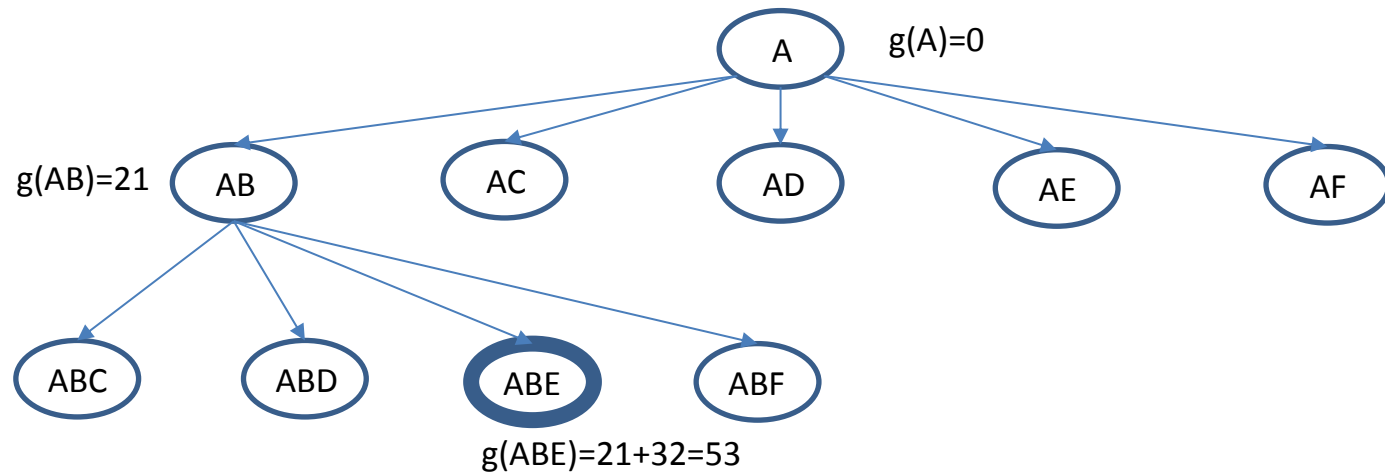 A
g(A)=0
g(AB)=21
AB
AC
AD
AE
AF
ABC
ABD
ABE
ABF
g(ABE)=21+32=53